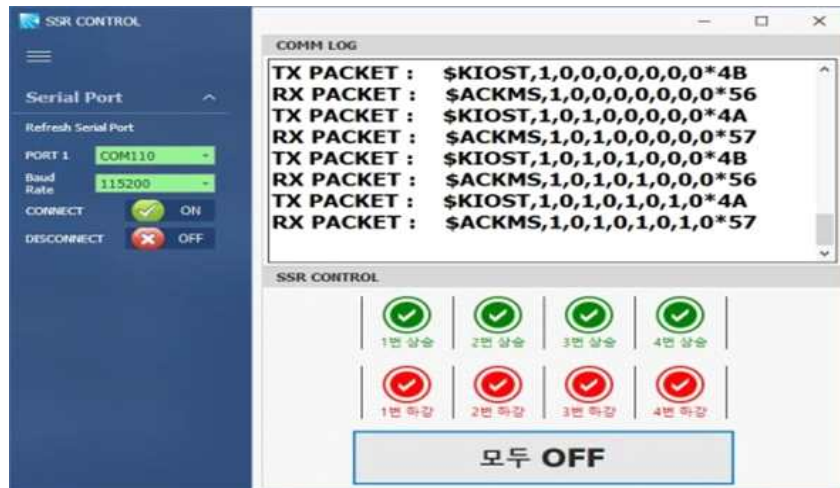 SSR CONTROL
Serial Port
Refresh Serial Port
PORT 1 COM110
Baud Rate 115200
CONNECT ON
DISCONNECT OFF
COMM LOG
TX PACKET : $KIOST,1,0,0,0,0,0,0,0*4B
RX PACKET : $ACKMS,1,0,0,0,0,0,0,0*56
TX PACKET : $KIOST,1,0,1,0,0,0,0,0*4A
RX PACKET : $ACKMS,1,0,1,0,0,0,0,0*57
TX PACKET : $KIOST,1,0,1,0,1,0,0,0*4B
RX PACKET : $ACKMS,1,0,1,0,1,0,0,0*56
TX PACKET : $KIOST,1,0,1,0,1,0,1,0*4A
RX PACKET : $ACKMS,1,0,1,0,1,0,1,0*57
SSR CONTROL
1번 상승 2번 상승 3번 상승 4번 상승
1번 하강 2번 하강 3번 하강 4번 하강
모두 OFF